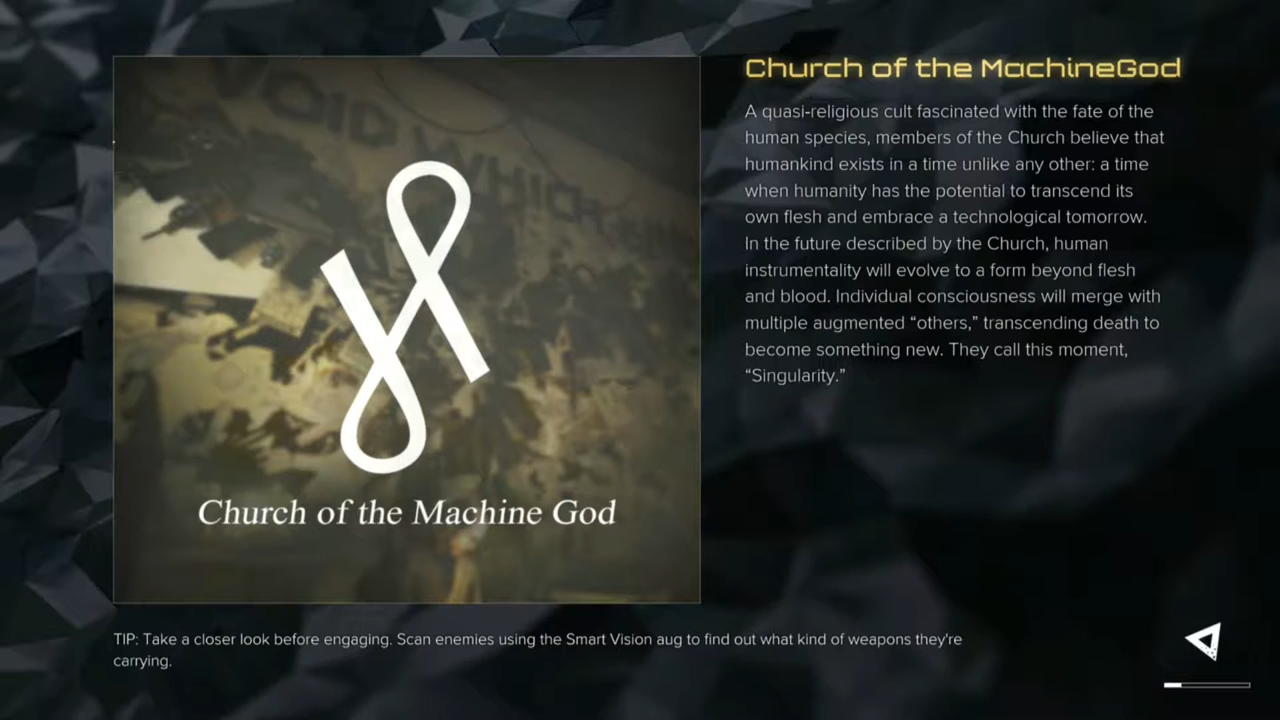 VOID WHICH
Church of the Machine God
Church of the MachineGod
A quasi-religious cult fascinated with the fate of the
human species, members of the Church believe that
humankind exists in a time unlike any other: a time
when humanity has the potential to transcend its
own flesh and embrace a technological tomorrow.
In the future described by the Church, human
instrumentality will evolve to a form beyond flesh
and blood. Individual consciousness will merge with
multiple augmented “others,” transcending death to
become something new. They call this moment,
“Singularity.”
TIP: Take a closer look before engaging. Scan enemies using the Smart Vision aug to find out what kind of weapons they're
carrying.